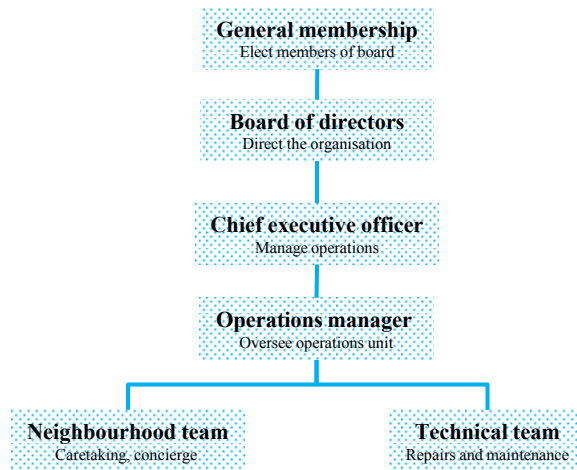 General membership
Elect members of board
Board of directors
Direct the organisation
Chief executive officer
Manage operations
Operations manager
Oversee operations unit
Neighbourhood team
Caretaking, concierge
Technical team
Repairs and maintenance